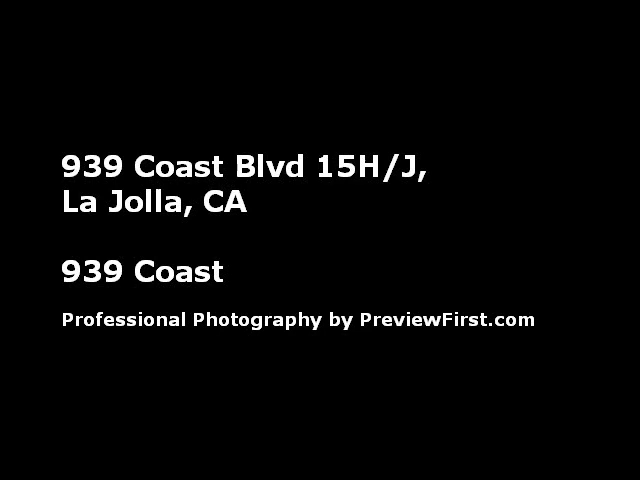 939 Coast Blvd 15H/J,
La Jolla, CA
939 Coast
Professional Photography by PreviewFirst.com